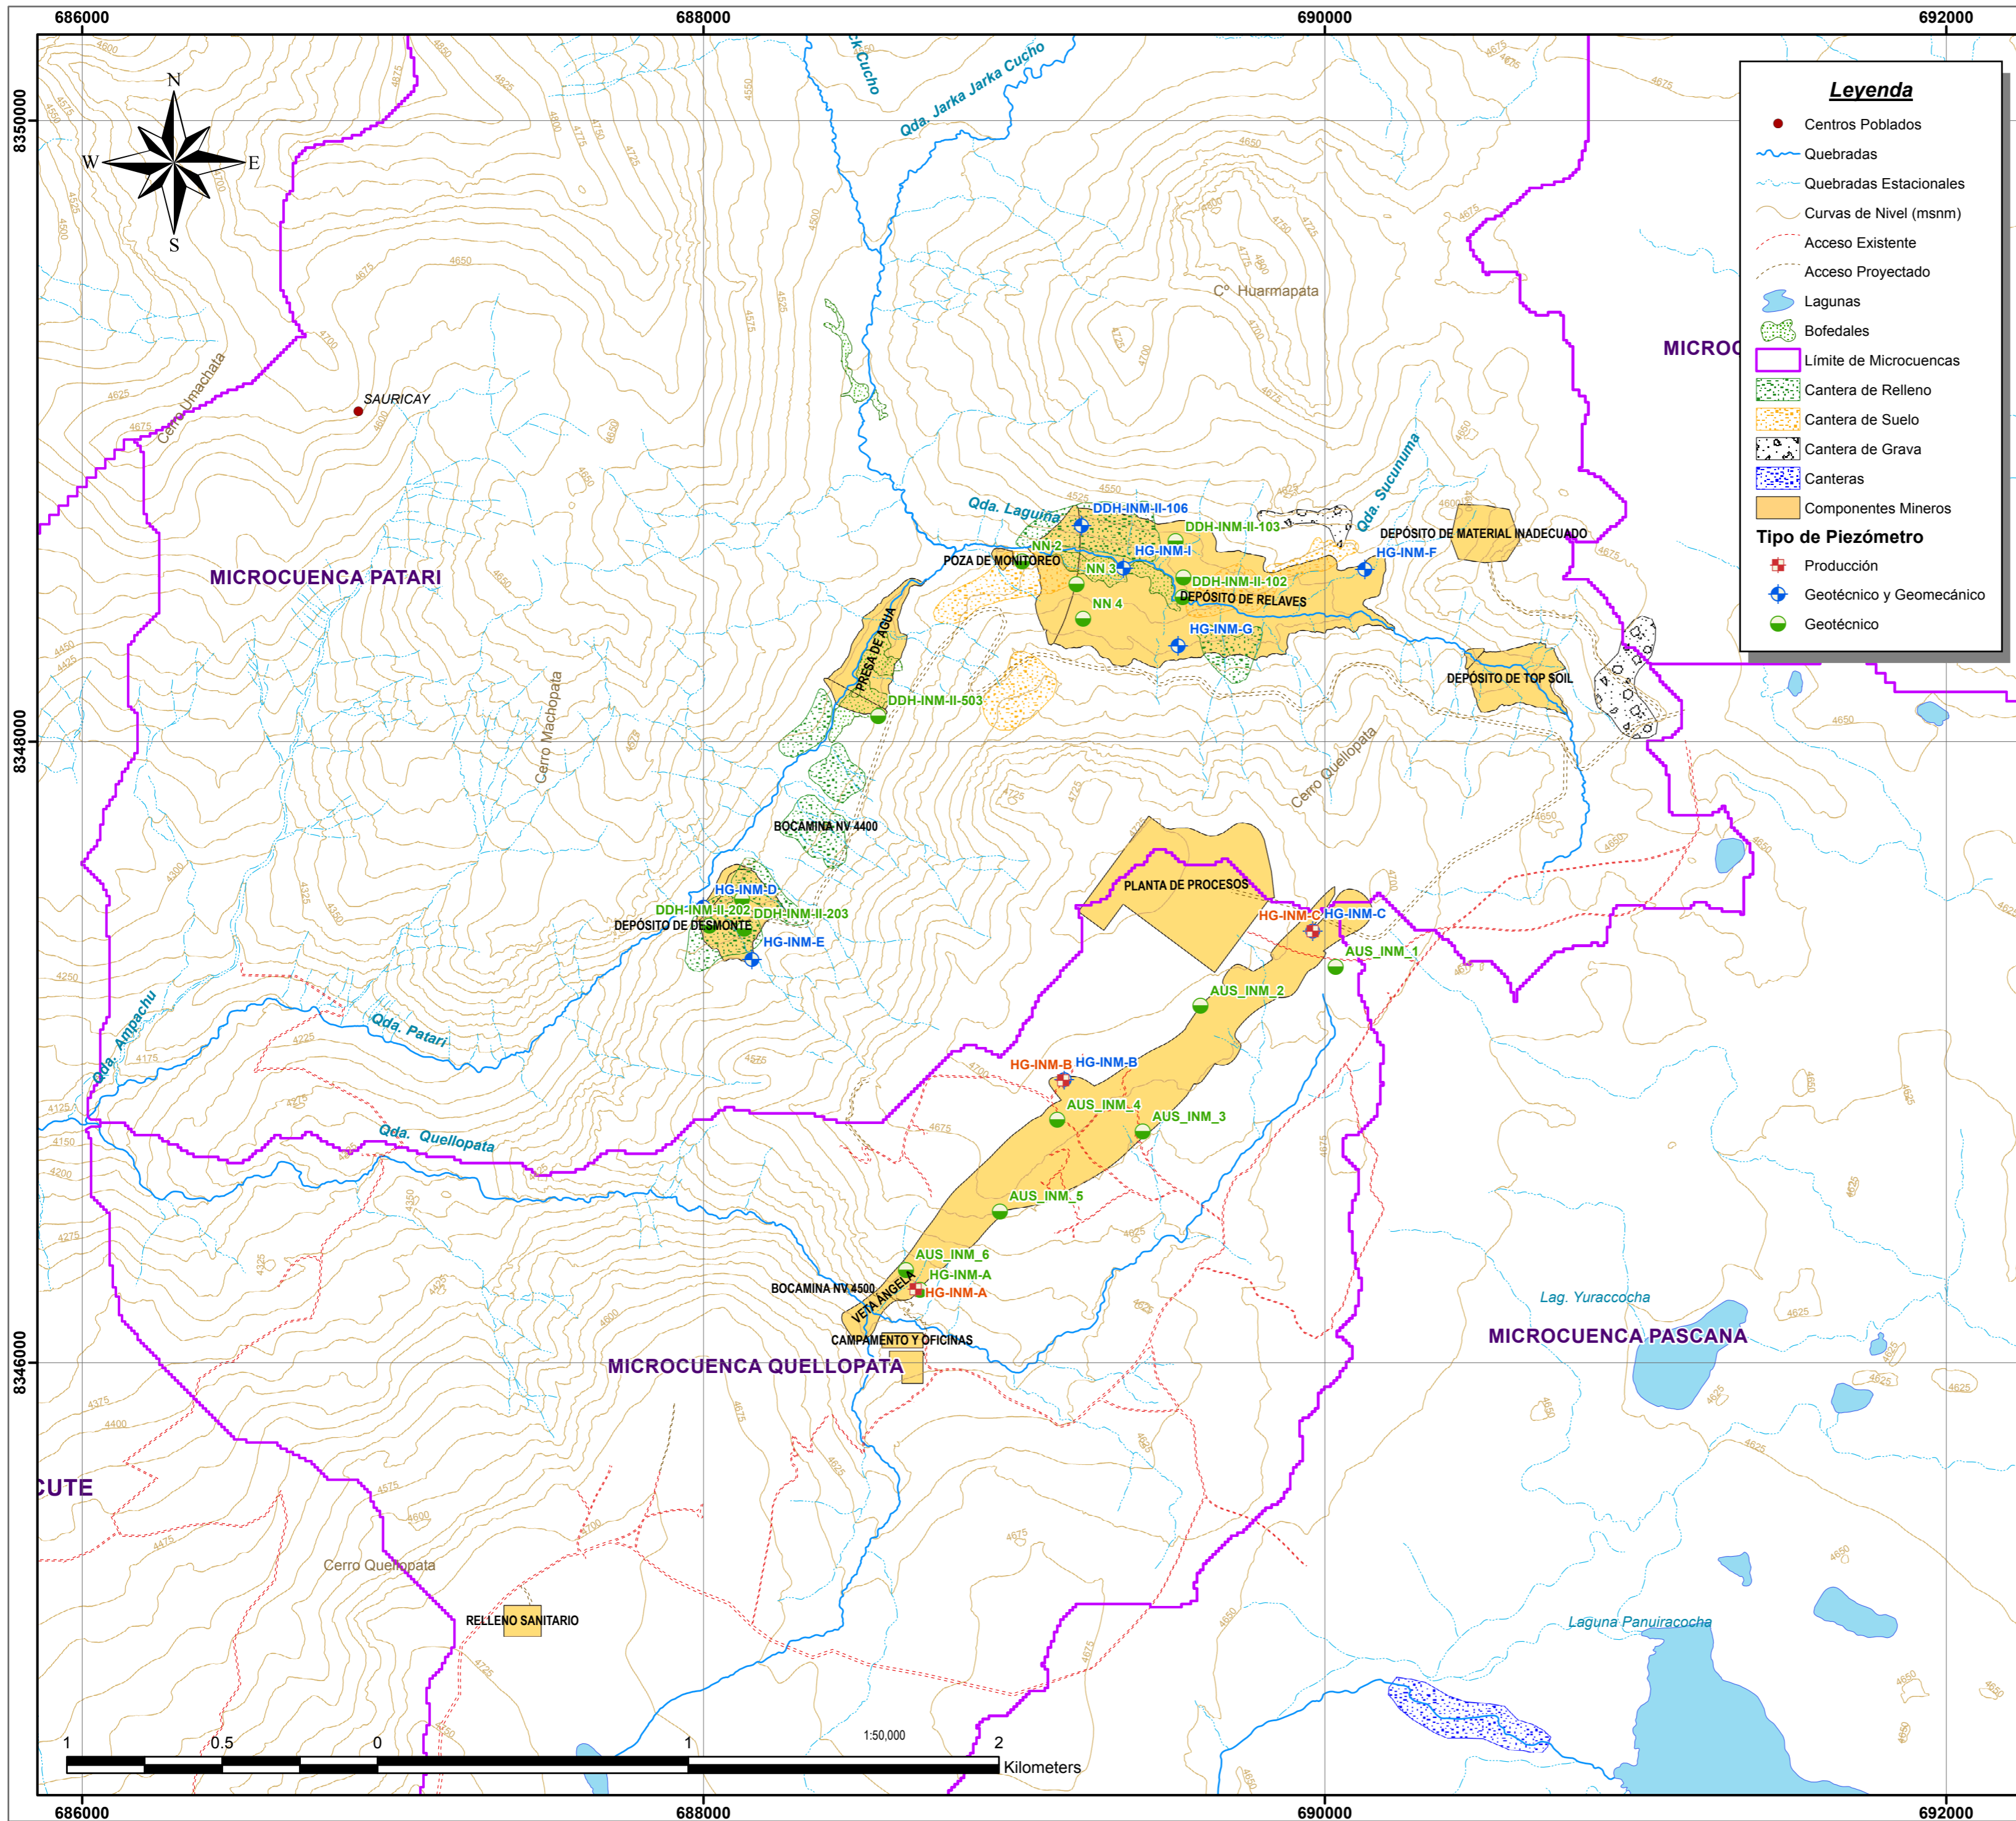 686000
688000
690000
692000
8350000
8348000
8346000
N
W
E
S
ck Cucho
Qda. Jarka Jarka Cucho
Cº Huarmapata
MICROC
Cerro Umachata
SAURICAY
MICROCUENCA PATARI
Qda. Laguiña
Qda. Sucunuma
DDH-INM-II-106
DDH-INM-II-103
NN 2
HG-INM-I
HG-INM-F
DEPÓSITO DE MATERIAL INADECUADO
POZA DE MONITOREO
NN 3
DDH-INM-II-102
DEPÓSITO DE RELAVES
NN 4
HG-INM-G
PRESA DE AGUA
DEPÓSITO DE TOP SOIL
DDH-INM-II-503
Cerro Machopata
Cerro Quellopata
BOCAMINA NV 4400
PLANTA DE PROCESOS
HG-INM-D
DDH-INM-II-202
DDH-INM-II-203
DEPÓSITO DE DESMONTE
HG-INM-E
HG-INM-C
HG-INM-C
AUS_INM_1
AUS_INM_2
Qda. Ampachu
Qda. Patari
HG-INM-B
HG-INM-B
AUS_INM_4
AUS_INM_3
Qda. Quellopata
AUS_INM_5
AUS_INM_6
HG-INM-A
HG-INM-A
BOCAMINA NV 4500
VETA ANGELA
CAMPAMENTO Y OFICINAS
MICROCUENCA QUELLOPATA
Lag. Yuraccocha
MICROCUENCA PASCANA
CUTE
Cerro Quellopata
RELLENO SANITARIO
Laguna Panuiracocha
Leyenda
Centros Poblados
Quebradas
Quebradas Estacionales
Curvas de Nivel (msnm)
Acceso Existente
Acceso Proyectado
Lagunas
Bofedales
Límite de Microcuencas
Cantera de Relleno
Cantera de Suelo
Cantera de Grava
Canteras
Componentes Mineros
Tipo de Piezómetro
Producción
Geotécnico y Geomecánico
Geotécnico
1:50,000
1 0.5 0 1 2
Kilometers
686000
688000
690000
692000